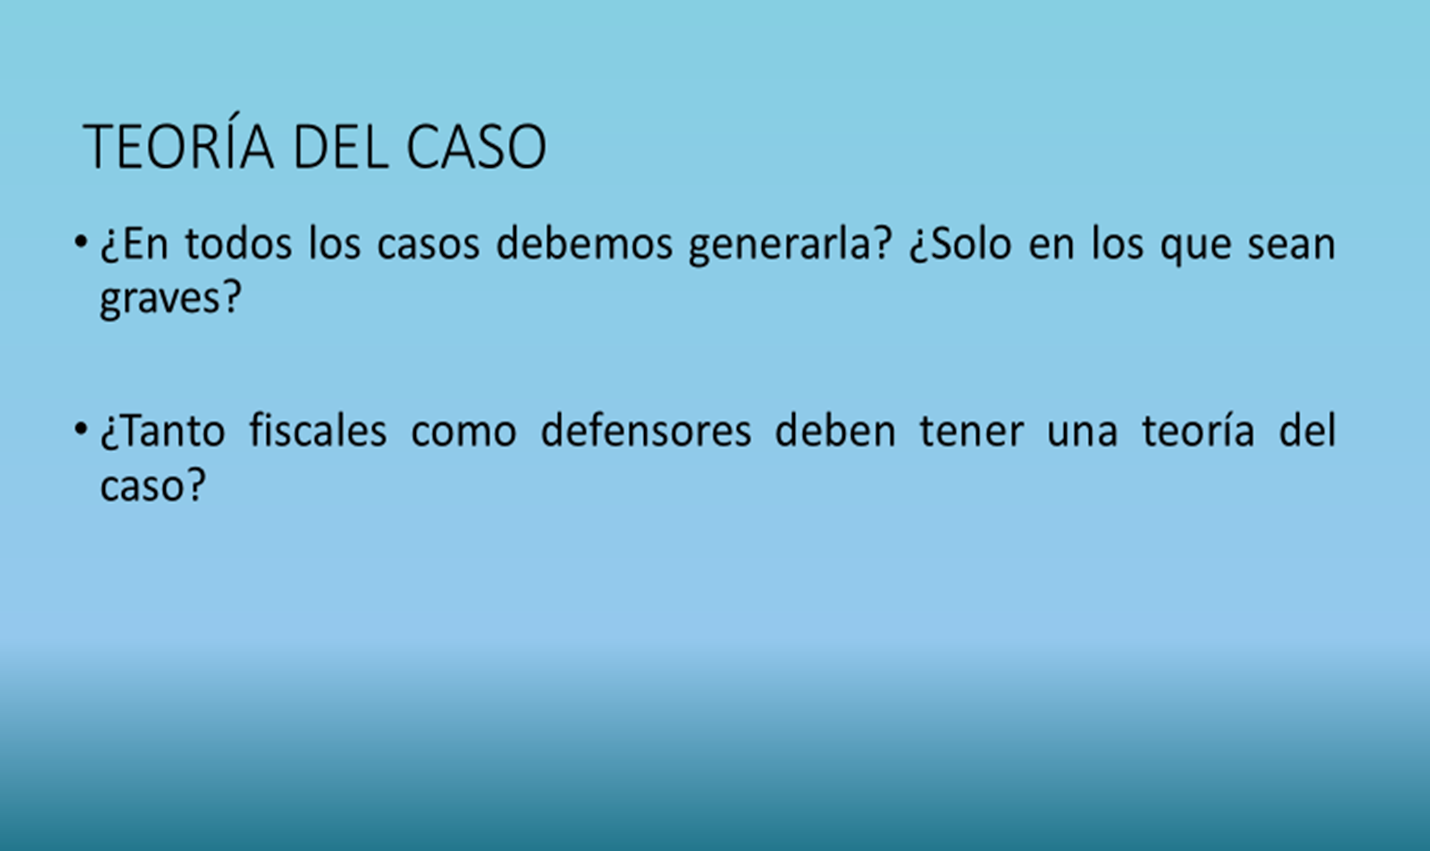 TEORÍA DEL CASO
• ¿En todos los casos debemos generarla? ¿Solo en los que sean
graves?
• ¿Tanto fiscales como defensores deben tener una teoría del
caso?